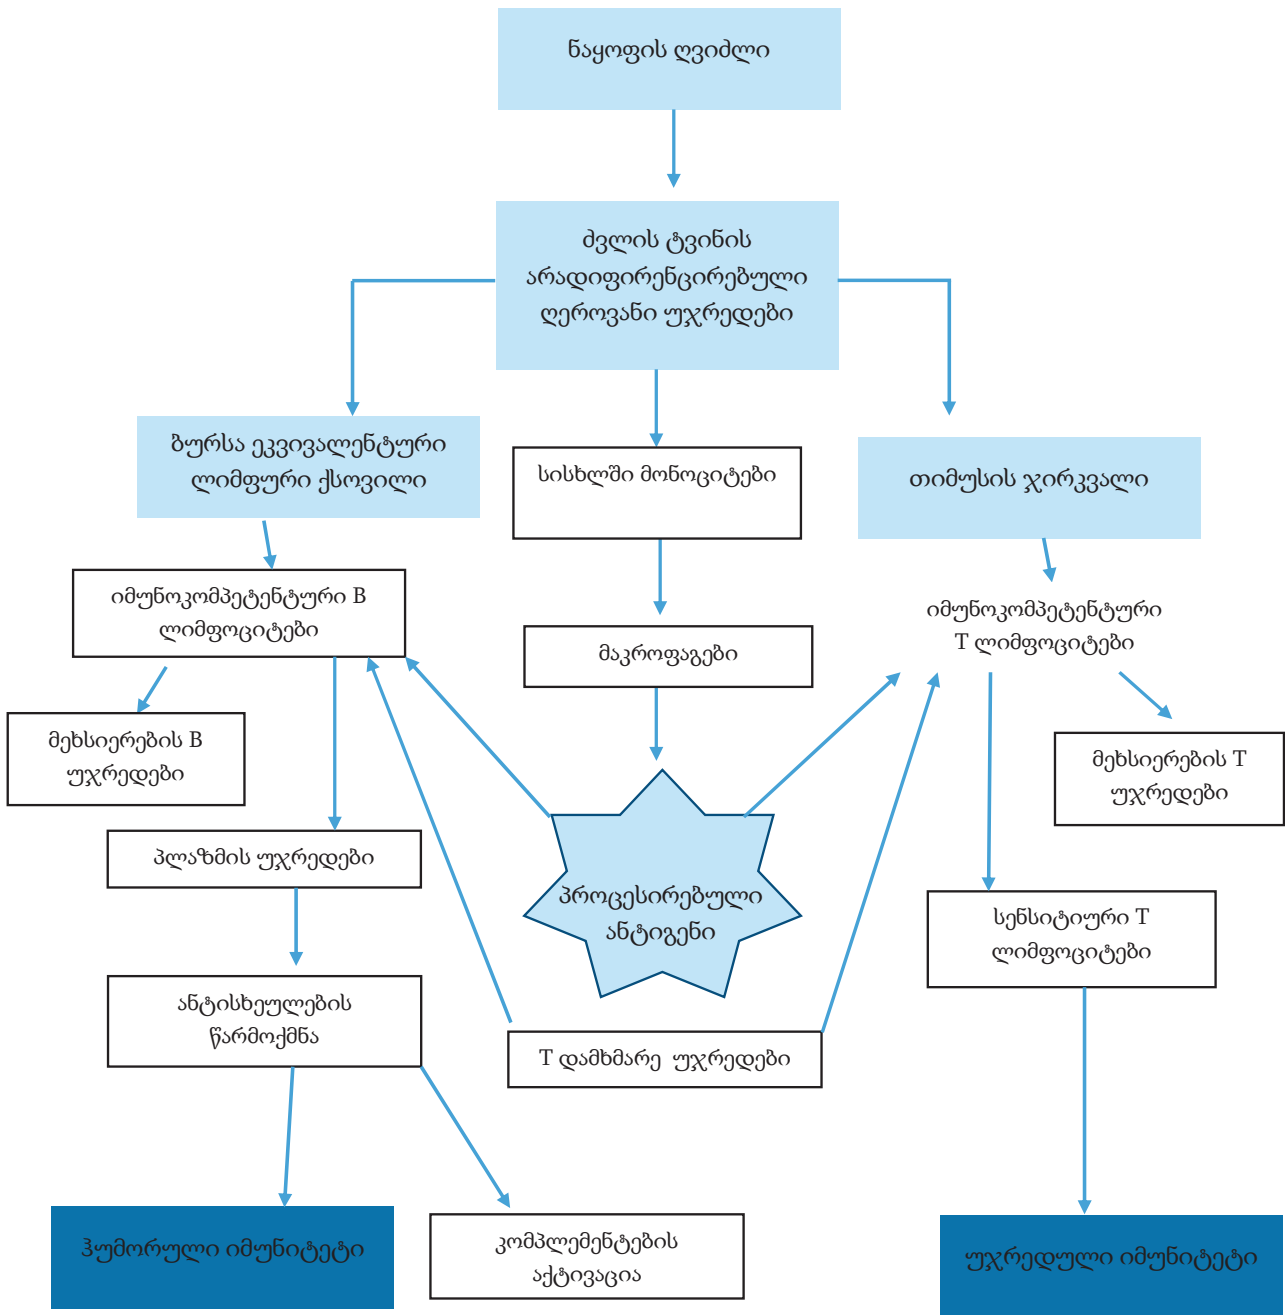 ნაყოფის ღვიძლი
ძვლის ტვინის
არადიფირენცირებული
ღეროვანი უჯრედები
ბურსა ეკვივალენტური
ლიმფური ქსოვილი
სისხლში მონოციტები
თიმუსის ჯირკვალი
იმუნოკომპეტენტური B
ლიმფოციტები
მაკროფაგები
იმუნოკომპეტენტური
T ლიმფოციტები
მეხსიერების B
უჯრედები
მეხსიერების T
უჯრედები
პლაზმის უჯრედები
პროცესირებული
ანტიგენი
სენსიტიური T
ლიმფოციტები
ანტისხეულების
წარმოქმნა
T დამხმარე უჯრედები
ჰუმორული იმუნიტეტი
კომპლემენტების
აქტივაცია
უჯრედული იმუნიტეტი